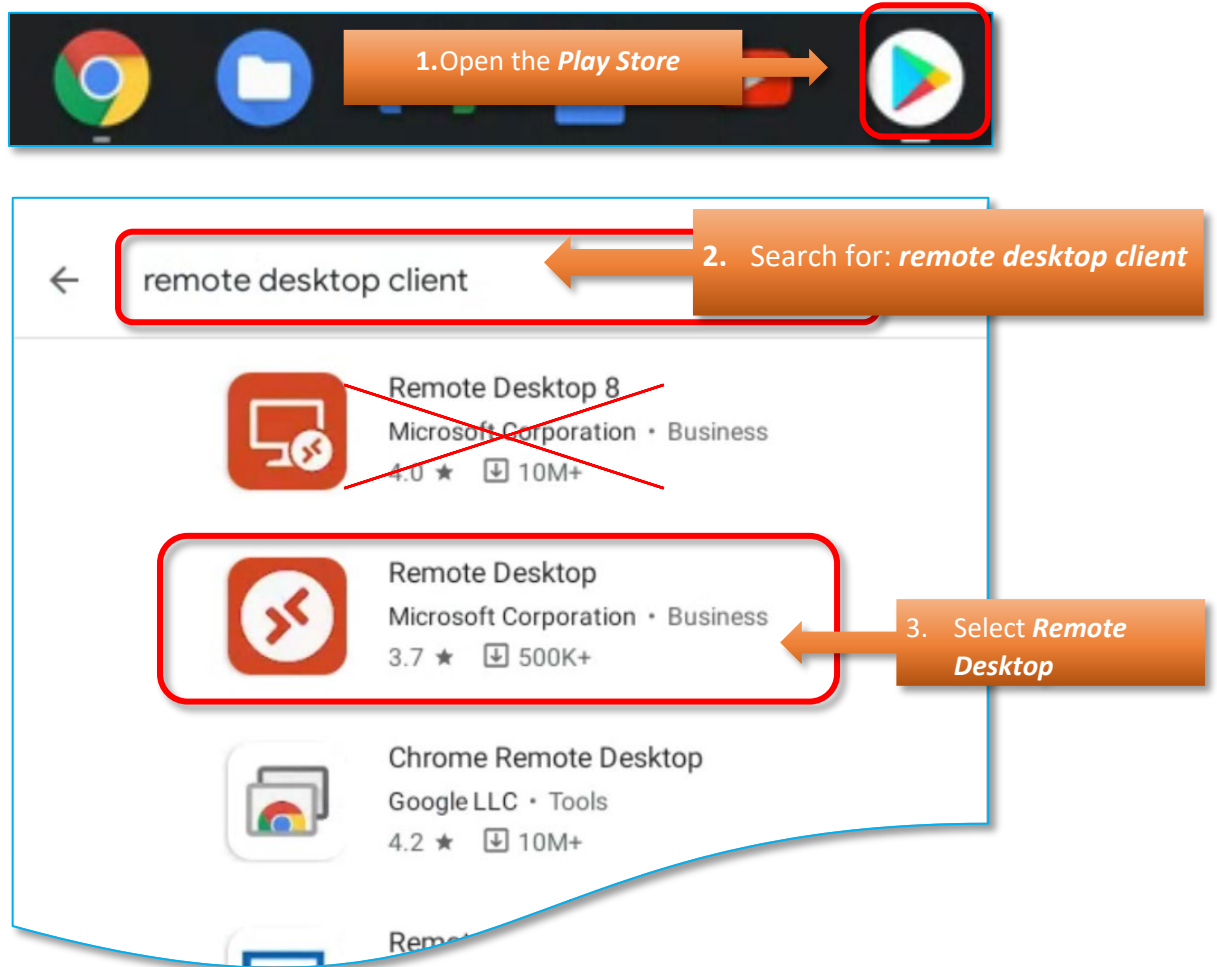 1.Open the Play Store
2. Search for: remote desktop client
remote desktop client
Remote Desktop 8
Microsoft Corporation • Business
4.0 ★ 10M+
Remote Desktop
Microsoft Corporation • Business
3.7 ★ 500K+
3. Select Remote
Desktop
Chrome Remote Desktop
Google LLC • Tools
4.2 ★ 10M+